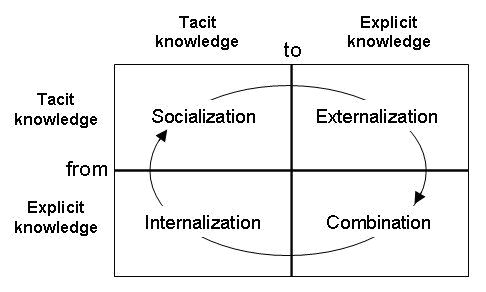 Tacit
knowledge
to
Explicit
knowledge
Tacit
knowledge
Socialization
Externalization
from
Explicit
knowledge
Internalization
Combination